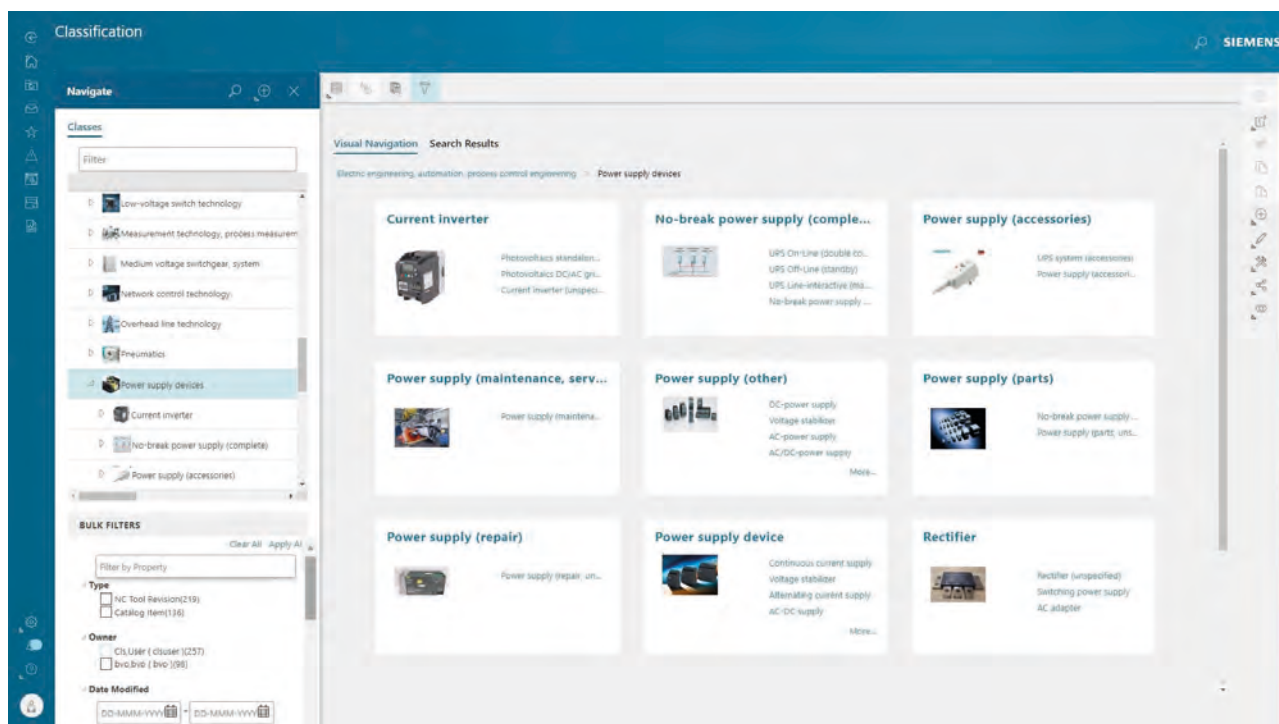 Classification
SIEMENS
Navigate
Classes
Filter
Low-voltage switch technology
Measurement technology, process measurem
Medium voltage switchgear, system
Network control technology
Overhead line technology
Pneumatics
Power supply devices
Current inverter
No-break power supply (complete)
Power supply (accessories)
BULK FILTERS
Clear All Apply Al
Filter by Property
Type
NC Tool Revision(219)
Catalog Item(136)
Owner
Cls,User ( clsuser )(257)
bvo,bvo ( bvo )(98)
Date Modified
DD-MMM-YYYY - DD-MMM-YYYY
Visual Navigation Search Results
Electric engineering, automation, process control engineering > Power supply devices
Current inverter
Photovoltaics standalon...
Photovoltaics DC/AC gri...
Current inverter (unspeci...
No-break power supply (comple...
UPS On-Line (double co...
UPS Off-Line (standby)
UPS Line-interactive (ma...
No-break power supply ...
Power supply (accessories)
UPS system (accessories)
Power supply (accessori...
Power supply (maintenance, serv...
Power supply (maintena...
Power supply (other)
DC-power supply
Voltage stabilizer
AC-power supply
AC/DC-power supply
More...
Power supply (parts)
No-break power supply ...
Power supply (parts, uns...
Power supply (repair)
Power supply (repair, un...
Power supply device
Continuous current supply
Voltage stabilizer
Alternating current supply
AC-DC supply
More...
Rectifier
Rectifier (unspecified)
Switching power supply
AC adapter